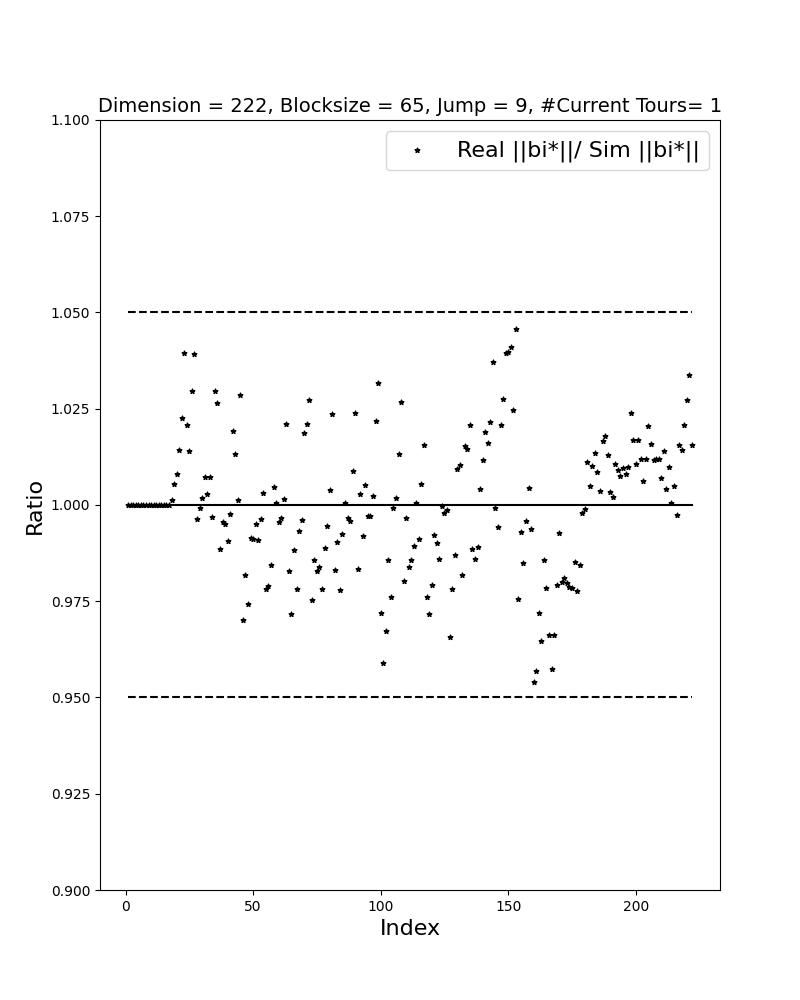 Dimension = 222, Blocksize = 65, Jump = 9, #Current Tours= 1
Real ||bi*||/ Sim ||bi*||
1.100
1.075
1.050
1.025
1.000
0.975
0.950
0.925
0.900
Ratio
0 50 100 150 200
Index